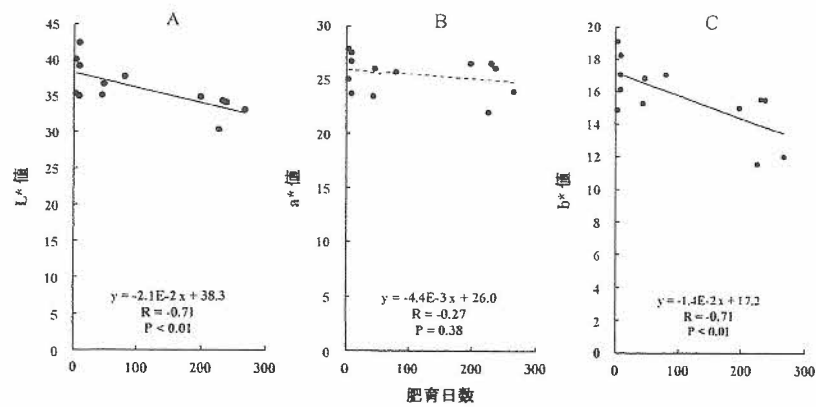 A
45
40
35
30
25
20
15
10
5
0
L* 値
y = -2.1E-2 x + 38.3
R = -0.71
P < 0.01
0 100 200 300
B
30
25
20
15
10
5
0
a* 値
y = -4.4E-3 x + 26.0
R = -0.27
P = 0.38
0 100 200 300
肥育日数
C
20
18
16
14
12
10
8
6
4
2
0
b* 値
y = -1.4E-2 x + 17.2
R = -0.71
P < 0.01
0 100 200 300